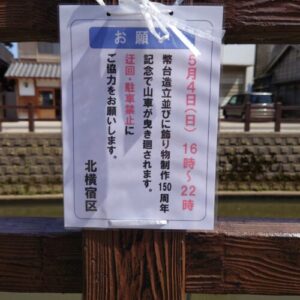 お願い
5月4日(日) 16時~22時
幣台造立並びに飾り物制作150周年
記念で山車が曳き廻されます。
迂回・駐車禁止に
ご協力をお願いします。
北横宿区